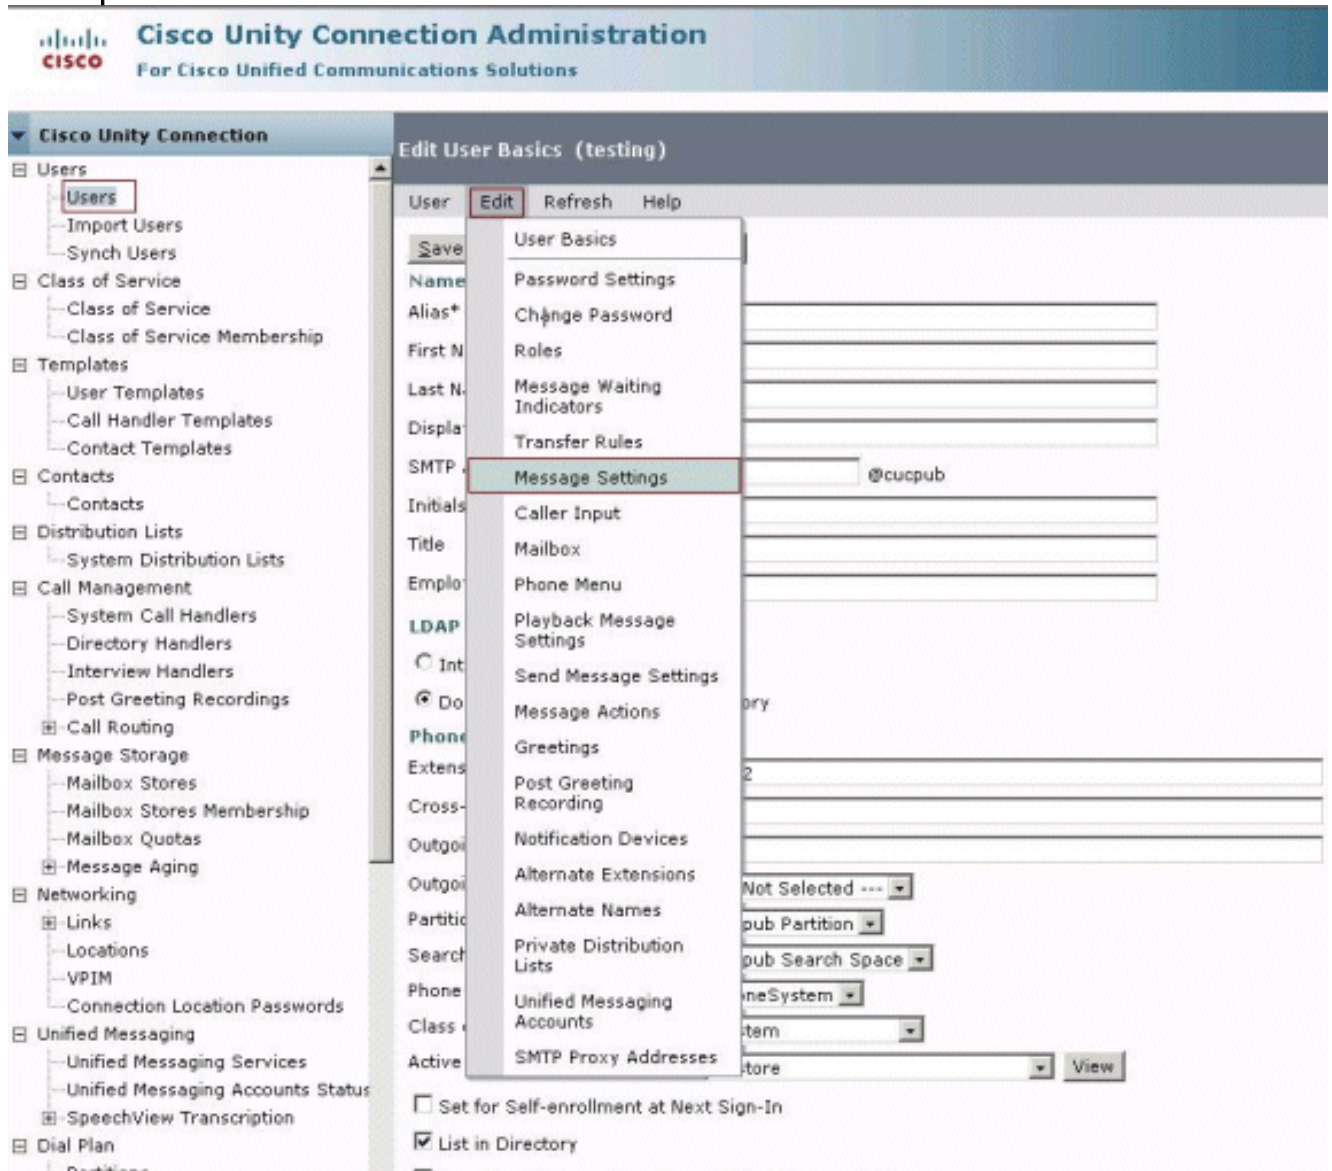 Cisco Unity Connection Administration
CISCO
For Cisco Unified Communications Solutions
Cisco Unity Connection
Users
Users
Import Users
Synch Users
Class of Service
Class of Service
Class of Service Membership
Templates
User Templates
Call Handler Templates
Contact Templates
Contacts
Contacts
Distribution Lists
System Distribution Lists
Call Management
System Call Handlers
Directory Handlers
Interview Handlers
Post Greeting Recordings
Call Routing
Message Storage
Mailbox Stores
Mailbox Stores Membership
Mailbox Quotas
Message Aging
Networking
Links
Locations
VPIM
Connection Location Passwords
Unified Messaging
Unified Messaging Services
Unified Messaging Accounts Status
SpeechView Transcription
Dial Plan
Edit User Basics (testing)
User Edit Refresh Help
Save
Name
Alias*
First N
Last N
Displa
SMTP
@cucpub
Initials
Title
Emplo
LDAP
Int
Do
ory
Phone
Extens
2
Cross-
Outgoi
Outgoi
Not Selected ---
Partitio
pub Partition
Search
pub Search Space
Phone
neSystem
Class
tem
Active
tore
View
Set for Self-enrollment at Next Sign-In
List in Directory
User Basics
Password Settings
Change Password
Roles
Message Waiting
Indicators
Transfer Rules
Message Settings
Caller Input
Mailbox
Phone Menu
Playback Message
Settings
Send Message Settings
Message Actions
Greetings
Post Greeting
Recording
Notification Devices
Alternate Extensions
Alternate Names
Private Distribution
Lists
Unified Messaging
Accounts
SMTP Proxy Addresses